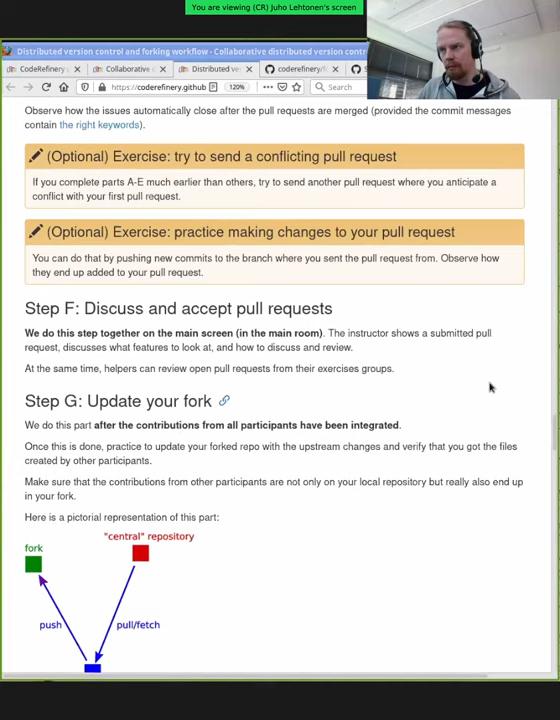 You are viewing (CR) Juho Lehtonen's screen
Distributed version control and forking workflow - Collaborative distributed version contr
CodeRefinery
Collaborative
Distributed ver
coderefinery/f
https://coderefinery.github
120%
Search
Observe how the issues automatically close after the pull requests are merged (provided the commit messages
contain the right keywords).
(Optional) Exercise: try to send a conflicting pull request
If you complete parts A-E much earlier than others, try to send another pull request where you anticipate a
conflict with your first pull request.
(Optional) Exercise: practice making changes to your pull request
You can do that by pushing new commits to the branch where you sent the pull request from. Observe how
they end up added to your pull request.
Step F: Discuss and accept pull requests
We do this step together on the main screen (in the main room). The instructor shows a submitted pull
request, discusses what features to look at, and how to discuss and review.
At the same time, helpers can review open pull requests from their exercises groups.
Step G: Update your fork
We do this part after the contributions from all participants have been integrated.
Once this is done, practice to update your forked repo with the upstream changes and verify that you got the files
created by other participants.
Make sure that the contributions from other participants are not only on your local repository but really also end up
in your fork.
Here is a pictorial representation of this part:
"central" repository
fork
push
pull/fetch